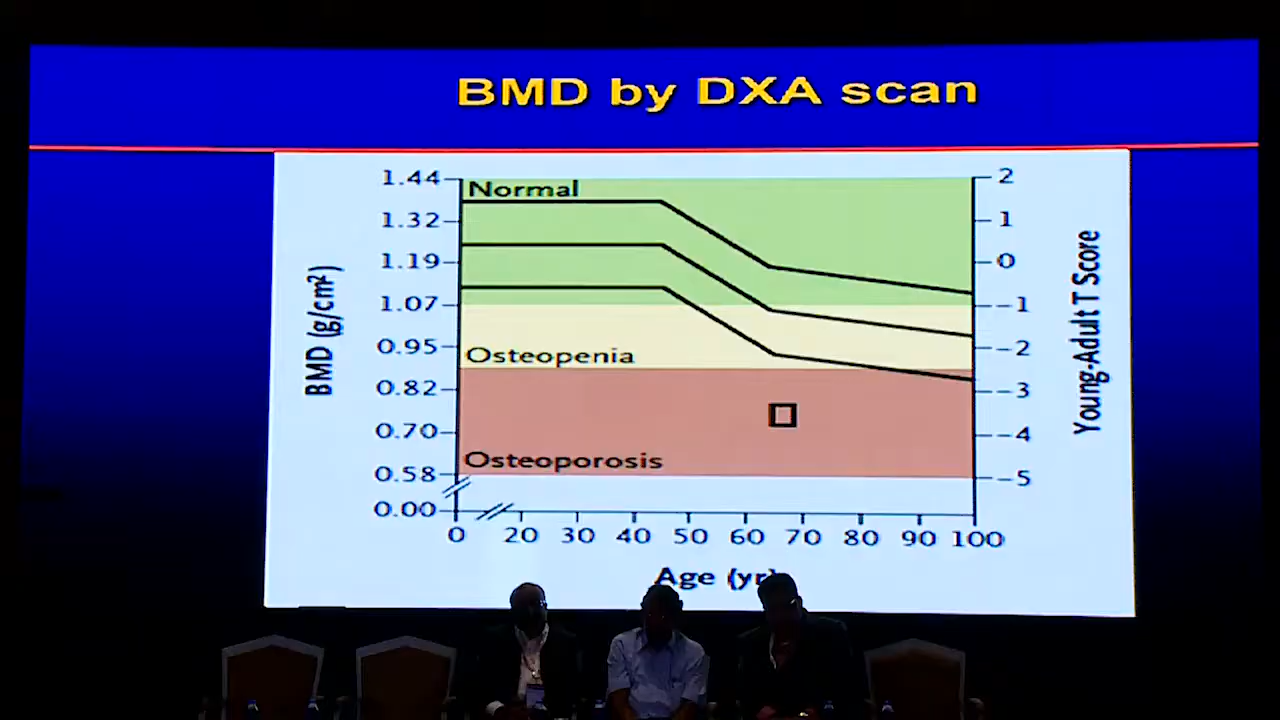 BMD by DXA scan
Normal
Osteopenia
Osteoporosis
BMD (g/cm²)
1.44
1.32
1.19
1.07
0.95
0.82
0.70
0.58
0.00
2
1
0
−1
−2
−3
−4
−5
Young-Adult T Score
0 20 30 40 50 60 70 80 90 100
Age (yr)